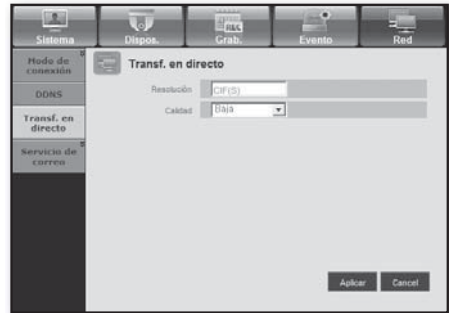 Sistema
Dispos.
REC
Grab.
Evento
Red
Modo de
conexión
DDNS
Transf. en
directo
Servicio de
correo
Transf. en directo
Resolución
CIF(S)
Calidad
Baja
Aplicar
Cancel